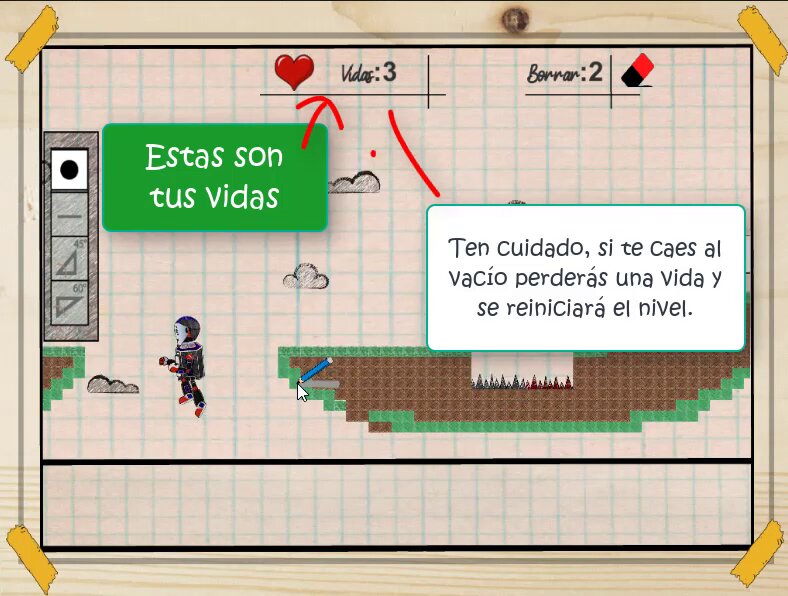 Vidas:3
Borrar:2
Estas son
tus vidas
45°
60°
Ten cuidado, si te caes al
vacío perderás una vida y
se reiniciará el nivel.